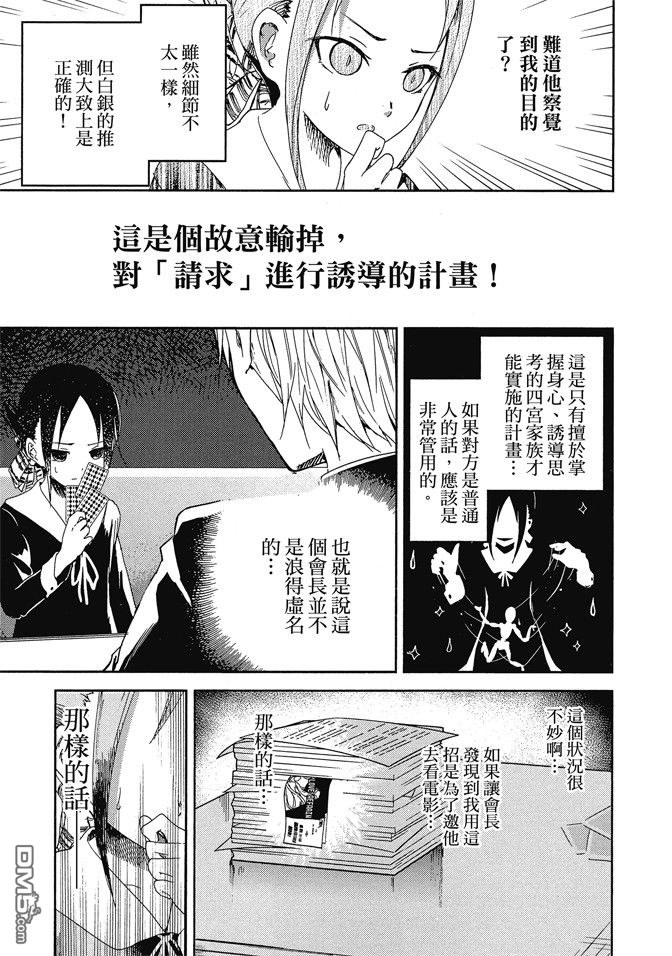 難道他察覺
到我的目的
了？
雖然細節不
太一樣，
但白銀的推
測大致上是
正確的！
這是個故意輸掉，
對「請求」進行誘導的計畫！
這是只有擅於掌
握身心、誘導思
考的四宮家族才
能實施的計畫…
如果對方是普通
人的話，應該是
非常管用的。
也就是說這
個會長並不
是浪得虛名
的…
這個狀況很
不妙啊…
如果讓會長
發現到我用這
招是為了邀他
去看電影…
那樣的話…
那樣的話—
DM5.com